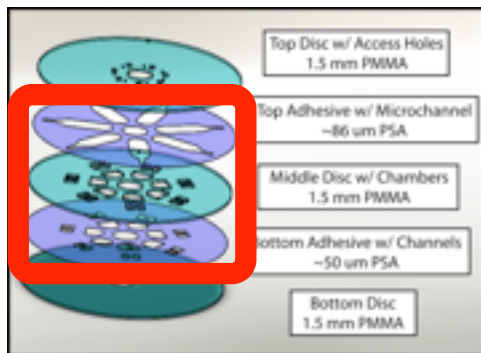 Top Disc w/ Access Holes
1.5 mm PMMA
Top Adhesive w/ Microchannel
~86 um PSA
Middle Disc w/ Chambers
1.5 mm PMMA
Bottom Adhesive w/ Channels
~50 um PSA
Bottom Disc
1.5 mm PMMA